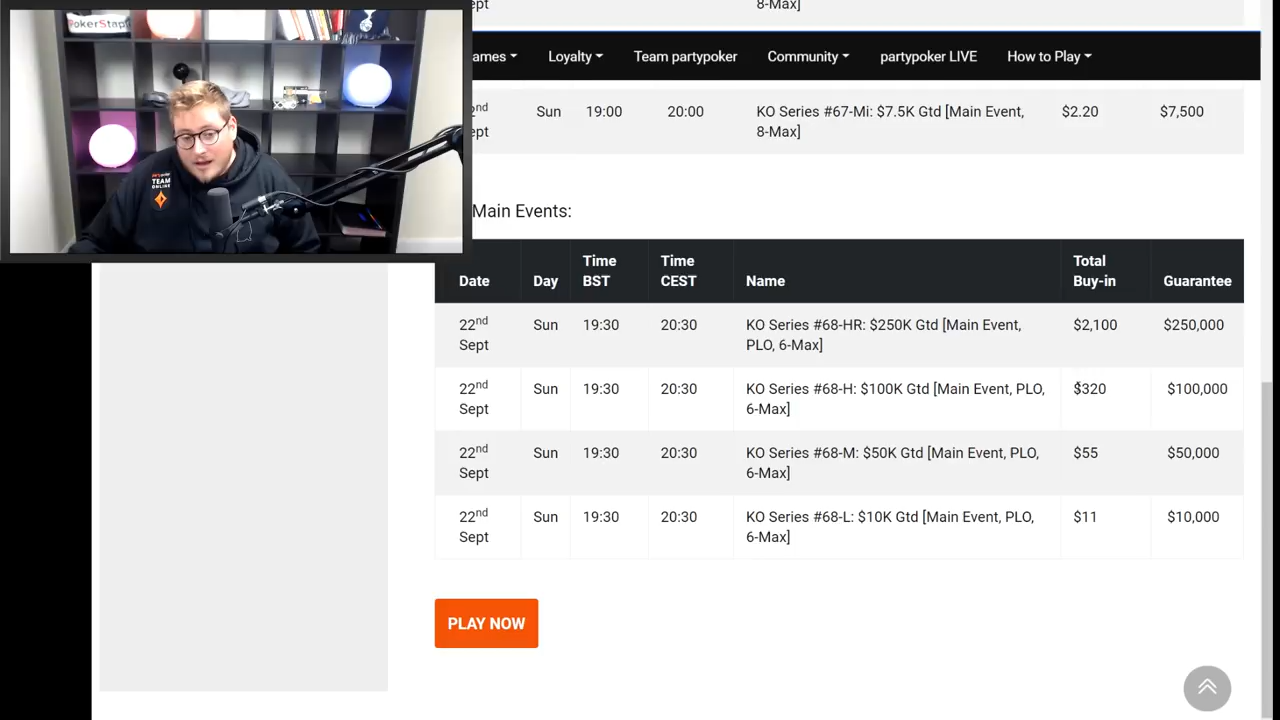 ept
8-Max]
ames
Loyalty
Team partypoker
Community
partypoker LIVE
How to Play
nd
ept
Sun
19:00
20:00
KO Series #67-Mi: $7.5K Gtd [Main Event,
8-Max]
$2.20
$7,500
Main Events:
Date
Day
Time
BST
Time
CEST
Name
Total
Buy-in
Guarantee
22nd
Sept
Sun
19:30
20:30
KO Series #68-HR: $250K Gtd [Main Event,
PLO, 6-Max]
$2,100
$250,000
22nd
Sept
Sun
19:30
20:30
KO Series #68-H: $100K Gtd [Main Event, PLO,
6-Max]
$320
$100,000
22nd
Sept
Sun
19:30
20:30
KO Series #68-M: $50K Gtd [Main Event, PLO,
6-Max]
$55
$50,000
22nd
Sept
Sun
19:30
20:30
KO Series #68-L: $10K Gtd [Main Event, PLO,
6-Max]
$11
$10,000
PLAY NOW
TEAM
ONLINE